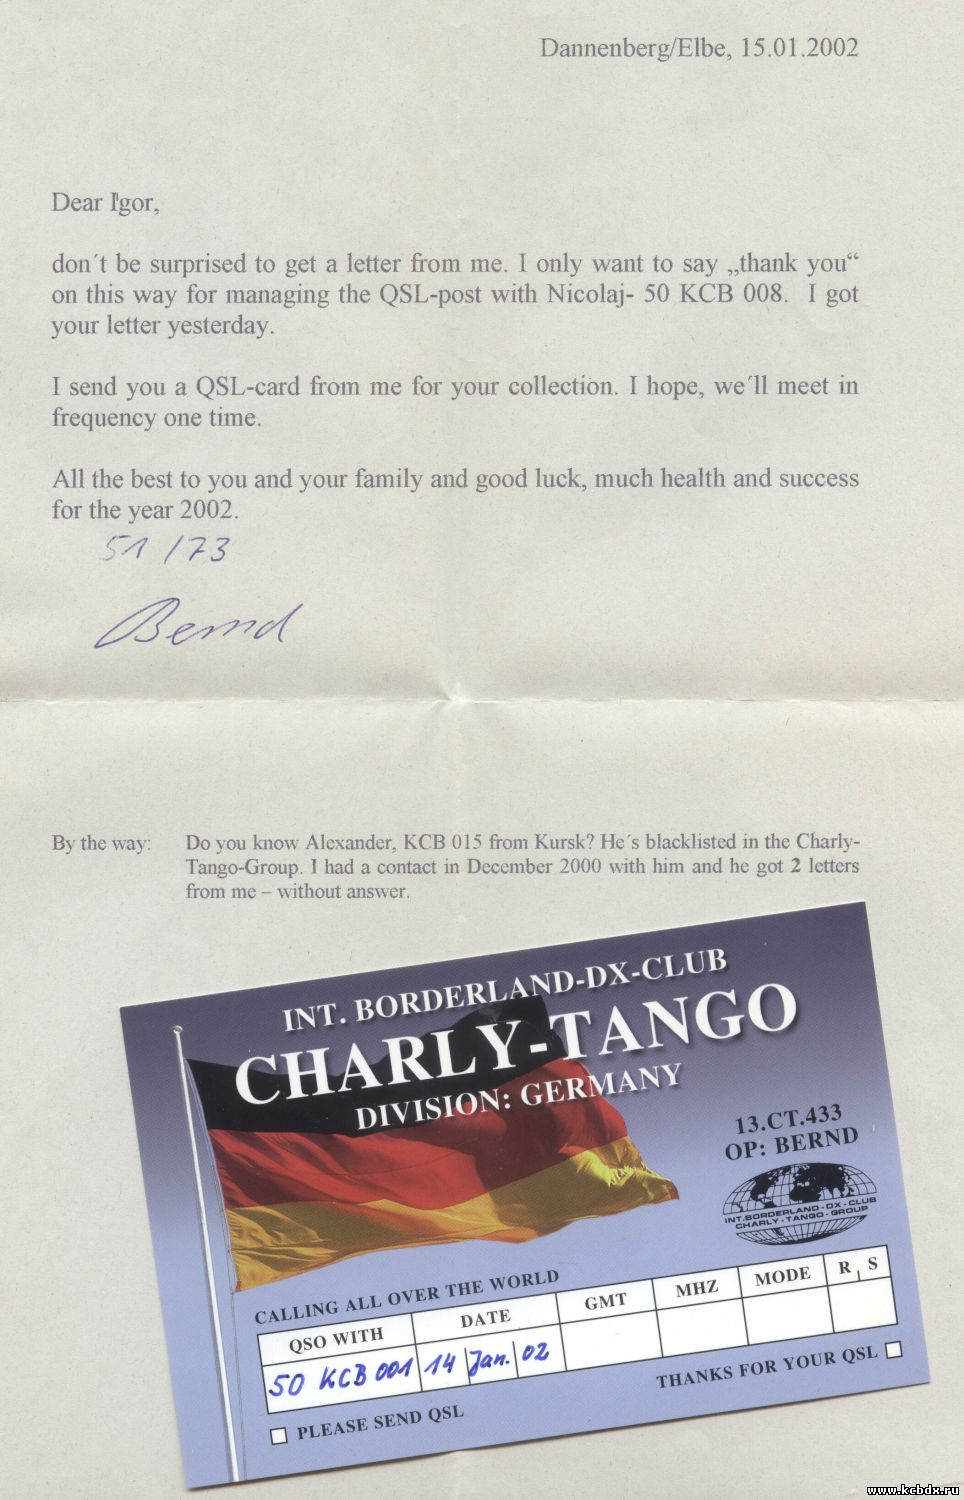 Dannenberg/Elbe, 15.01.2002
Dear Igor,
don´t be surprised to get a letter from me. I only want to say „thank you“
on this way for managing the QSL-post with Nicolaj- 50 KCB 008. I got
your letter yesterday.
I send you a QSL-card from me for your collection. I hope, we´ll meet in
frequency one time.
All the best to you and your family and good luck, much health and success
for the year 2002.
51 /73
Bernd
By the way: Do you know Alexander, KCB 015 from Kursk? He´s blacklisted in the Charly-
Tango-Group. I had a contact in December 2000 with him and he got 2 letters
from me – without answer.
INT. BORDERLAND-DX-CLUB
CHARLY-TANGO
DIVISION: GERMANY
13.CT.433
OP: BERND
INT.BORDERLAND-DX-CLUB
CHARLY-TANGO-GROUP
CALLING ALL OVER THE WORLD
QSO WITH DATE GMT MHZ MODE R S
50 KCB 001 14 Jan. 02
PLEASE SEND QSL THANKS FOR YOUR QSL
www.kcbdx.ru